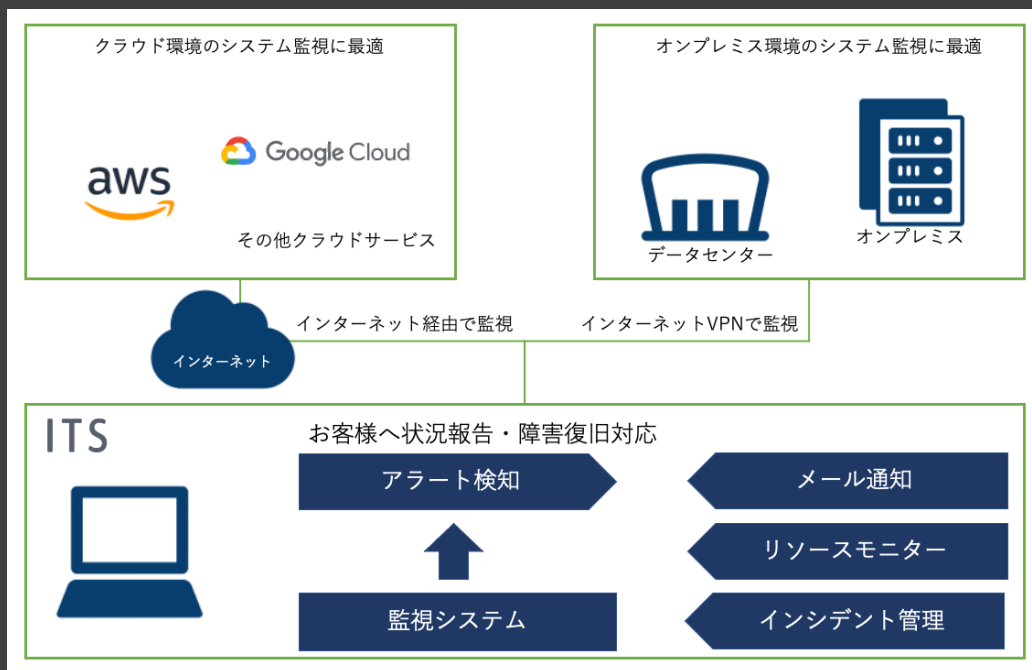 クラウド環境のシステム監視に最適
aws
Google Cloud
その他クラウドサービス
オンプレミス環境のシステム監視に最適
データセンター
オンプレミス
インターネット
インターネット経由で監視
インターネットVPNで監視
ITS
お客様へ状況報告・障害復旧対応
アラート検知
監視システム
メール通知
リソースモニター
インシデント管理